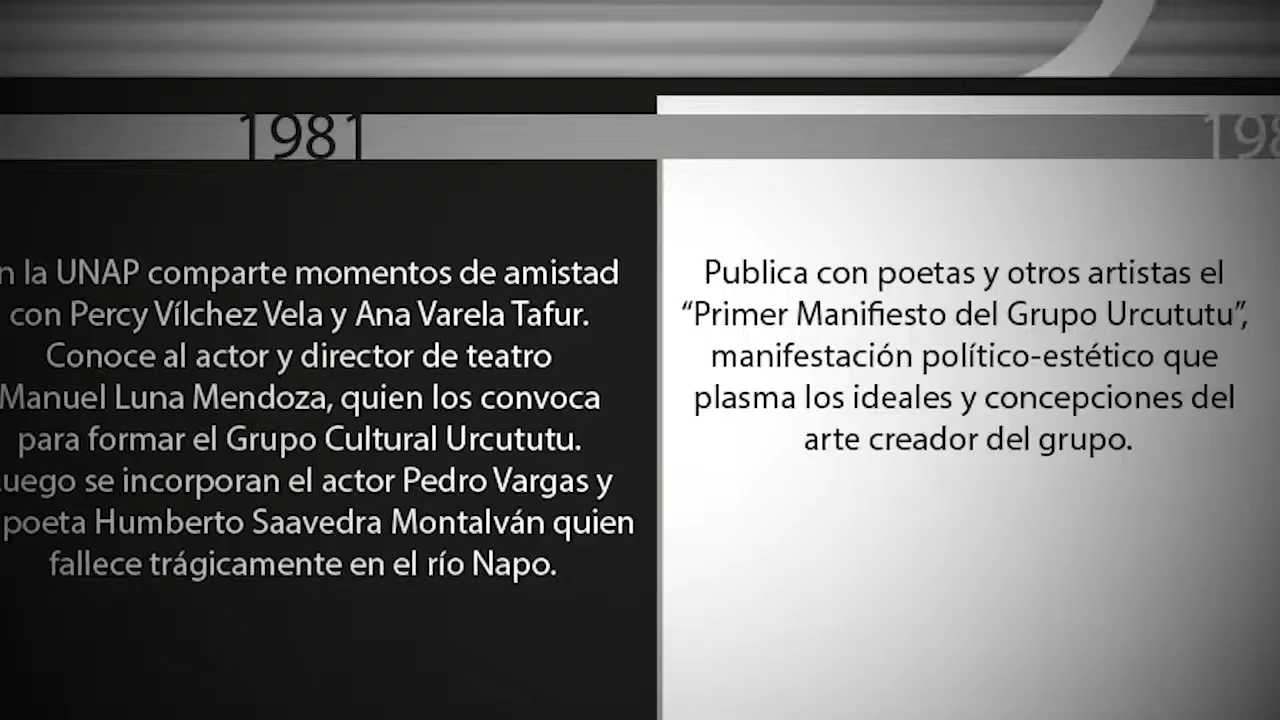 1981
198
n la UNAP comparte momentos de amistad
con Percy Vílchez Vela y Ana Varela Tafur.
Conoce al actor y director de teatro
Manuel Luna Mendoza, quien los convoca
para formar el Grupo Cultural Urcututu.
uego se incorporan el actor Pedro Vargas y
poeta Humberto Saavedra Montalván quien
fallece trágicamente en el río Napo.
Publica con poetas y otros artistas el
“Primer Manifiesto del Grupo Urcututu”,
manifestación político-estético que
plasma los ideales y concepciones del
arte creador del grupo.